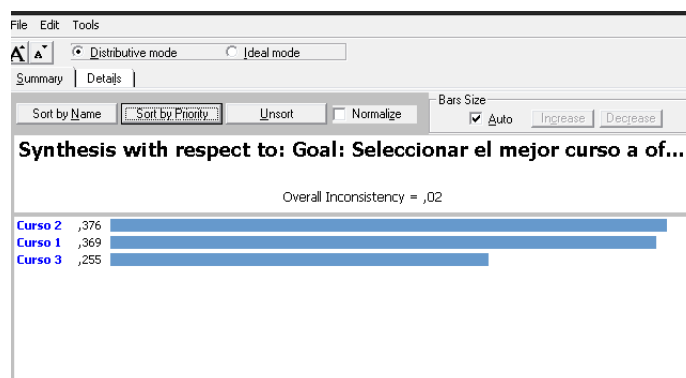 File Edit Tools
A A Distributive mode Ideal mode
Summary Details
Sort by Name Sort by Priority Unsort Normalize
Bars Size
Auto Increase Decrease
Synthesis with respect to: Goal: Seleccionar el mejor curso a of...
Overall Inconsistency = ,02
Curso 2 ,376
Curso 1 ,369
Curso 3 ,255